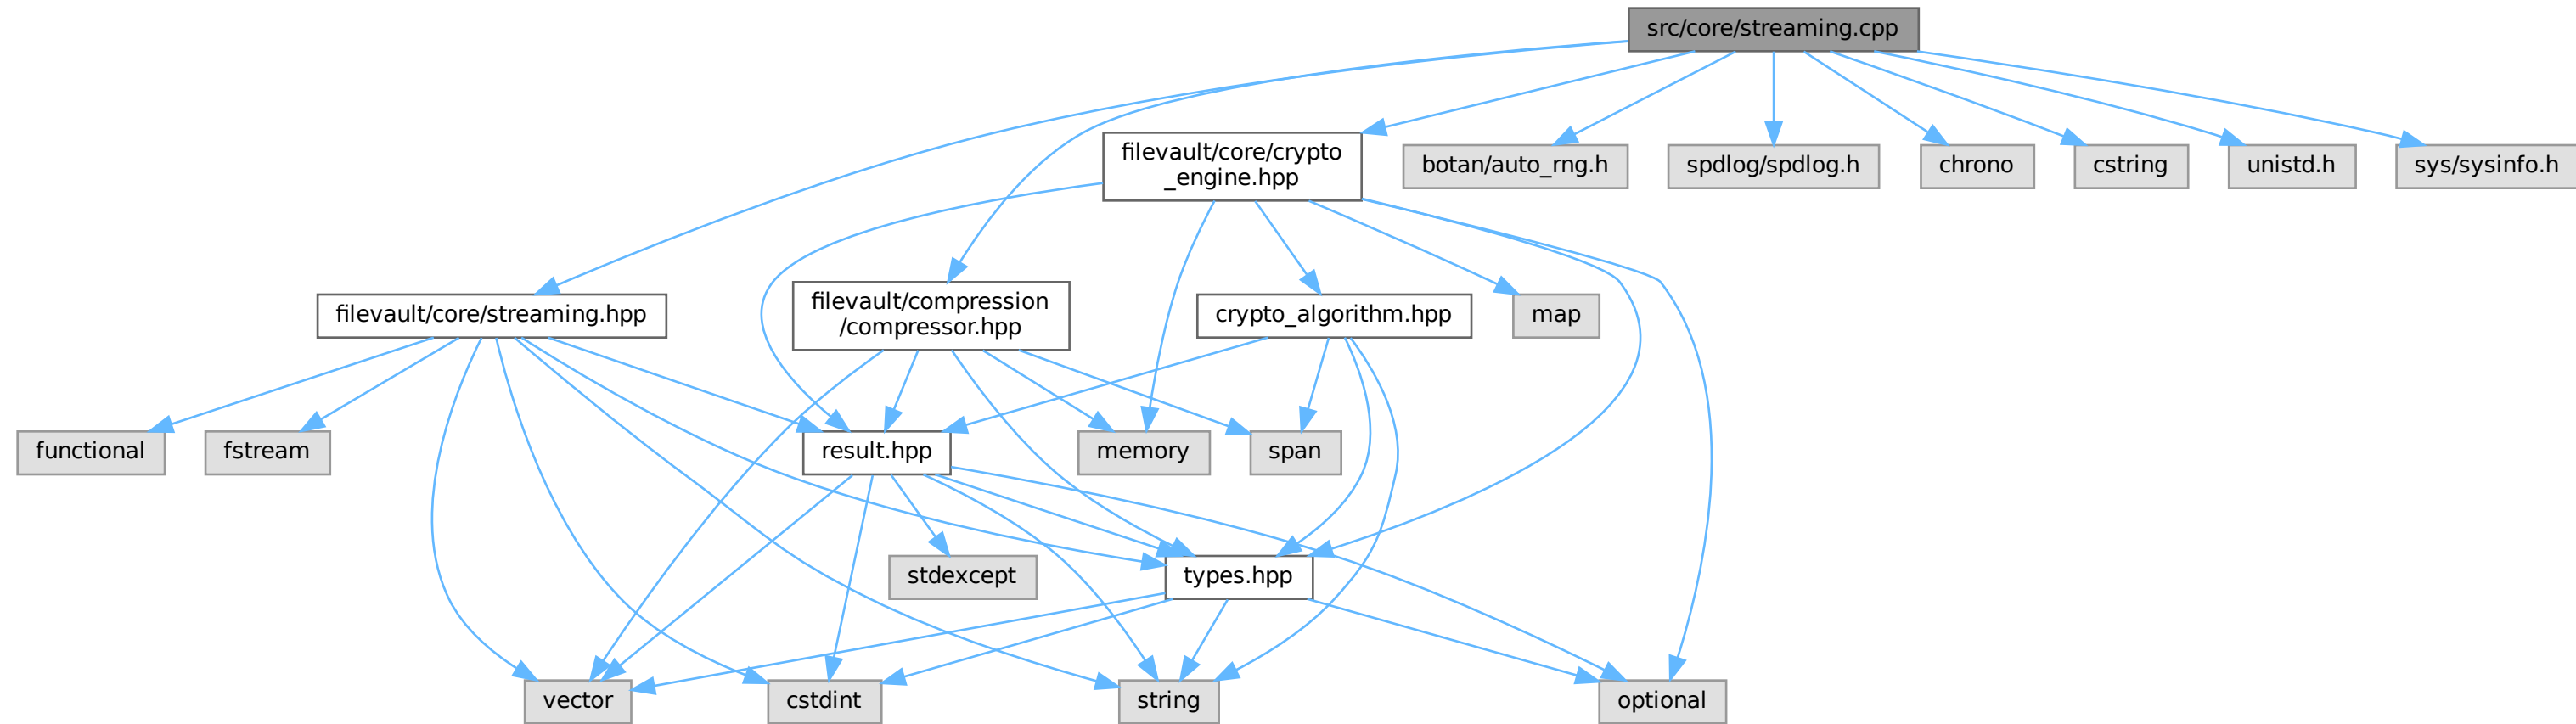 src/core/streaming.cpp
filevault/core/crypto
_engine.hpp
botan/auto_rng.h
spdlog/spdlog.h
chrono
cstring
unistd.h
sys/sysinfo.h
filevault/core/streaming.hpp
filevault/compression
/compressor.hpp
crypto_algorithm.hpp
map
functional
fstream
result.hpp
memory
span
stdexcept
types.hpp
vector
cstdint
string
optional